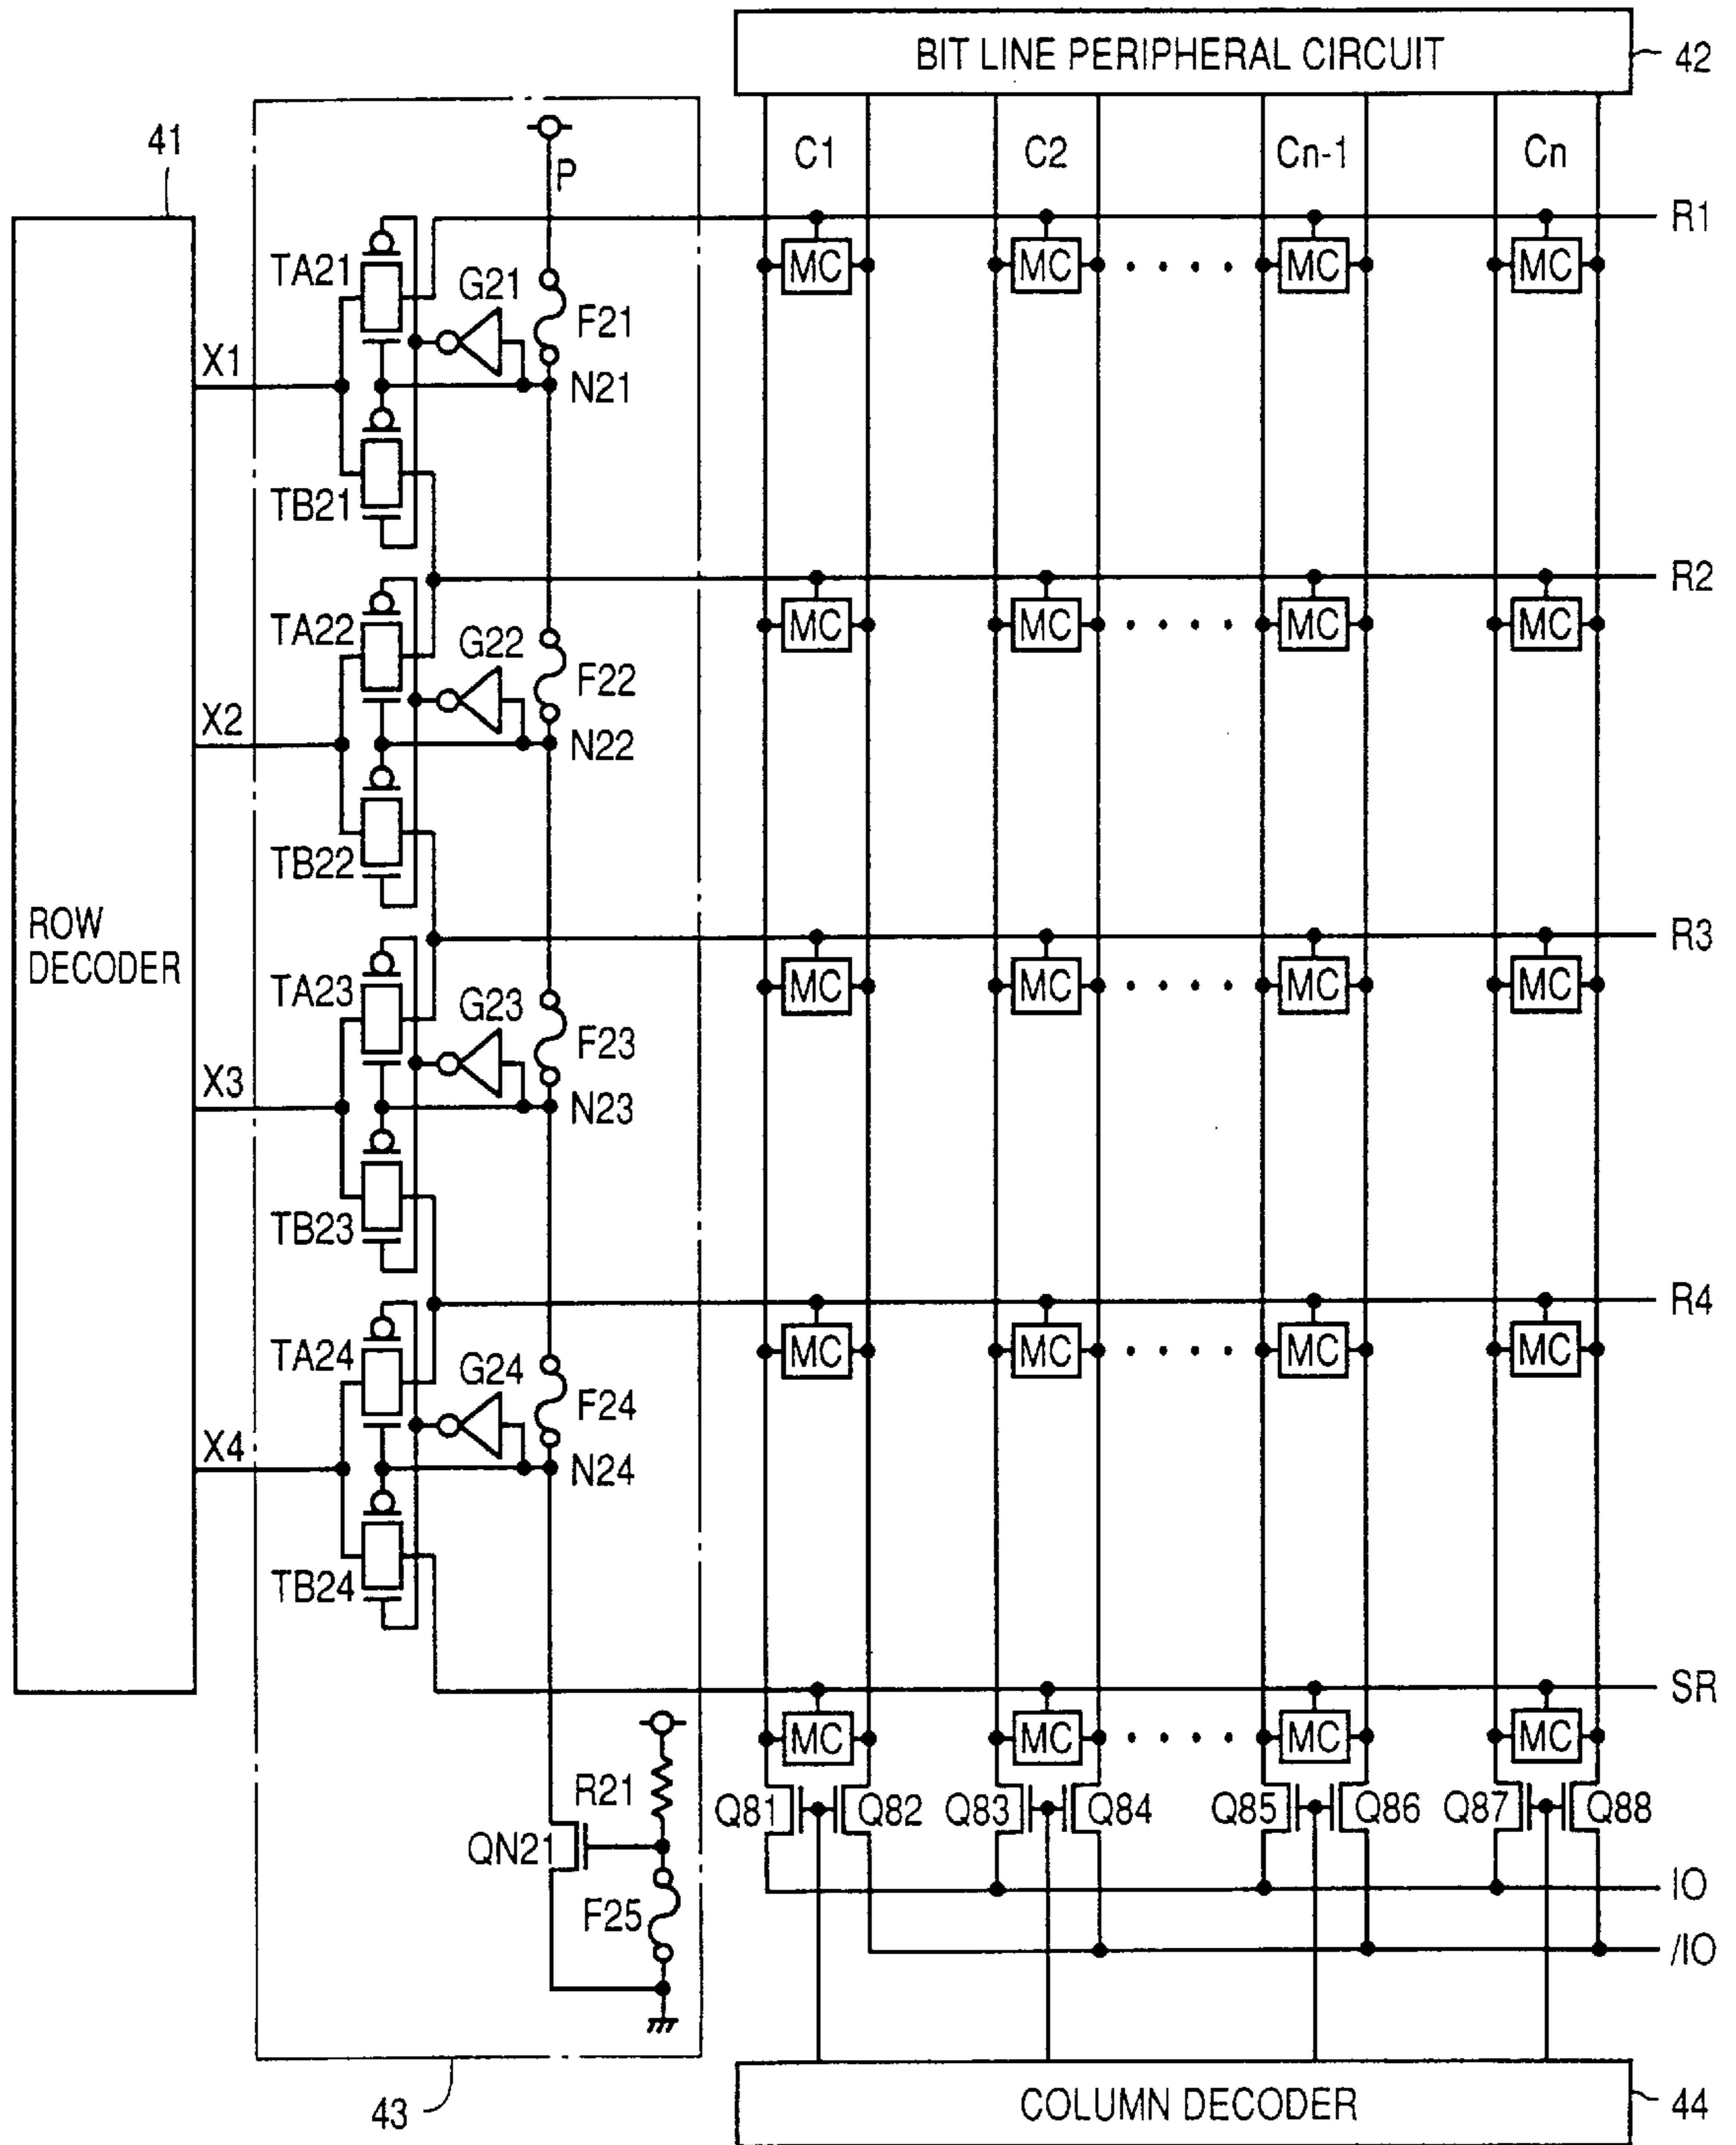 BIT LINE PERIPHERAL CIRCUIT
42
41
P
C1
C2
Cn-1
Cn
R1
TA21
G21
F21
MC
MC
. . . .
MC
MC
X1
N21
TB21
R2
TA22
G22
F22
MC
MC
. . . .
MC
MC
X2
N22
TB22
ROW
DECODER
R3
TA23
G23
F23
MC
MC
. . . .
MC
MC
X3
N23
TB23
R4
TA24
G24
F24
MC
MC
. . . .
MC
MC
X4
N24
TB24
SR
MC
MC
. . . .
MC
MC
R21
Q81
Q82
Q83
Q84
Q85
Q86
Q87
Q88
QN21
F25
IO
/IO
43
COLUMN DECODER
44